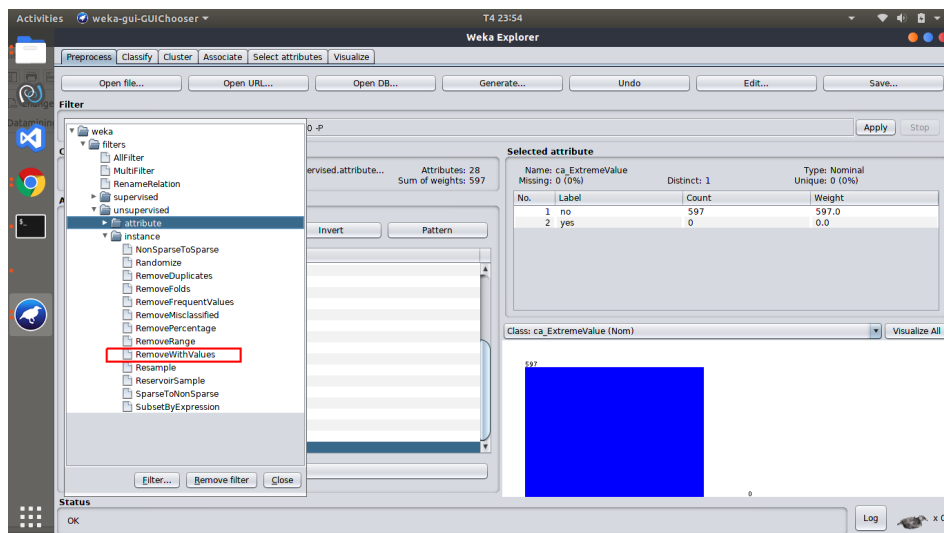 Activities weka-gui-GUIChooser T4 23:54
Weka Explorer
Preprocess Classify Cluster Associate Select attributes Visualize
Open file... Open URL... Open DB... Generate... Undo Edit... Save...
Filter
0 -P Apply Stop
weka
filters
AllFilter
MultiFilter
RenameRelation
supervised
unsupervised
attribute
instance
NonSparseToSparse
Randomize
RemoveDuplicates
RemoveFolds
RemoveFrequentValues
RemoveMisclassified
RemovePercentage
RemoveRange
RemoveWithValues
Resample
ReservoirSample
SparseToNonSparse
SubsetByExpression
Filter... Remove filter Close
ervised.attribute... Attributes: 28
Sum of weights: 597
Invert Pattern
Selected attribute
Name: ca_ExtremeValue Type: Nominal
Missing: 0 (0%) Distinct: 1 Unique: 0 (0%)
No. Label Count Weight
1 no 597 597.0
2 yes 0 0.0
Class: ca_ExtremeValue (Nom) Visualize All
597
0
Status
OK Log x 0